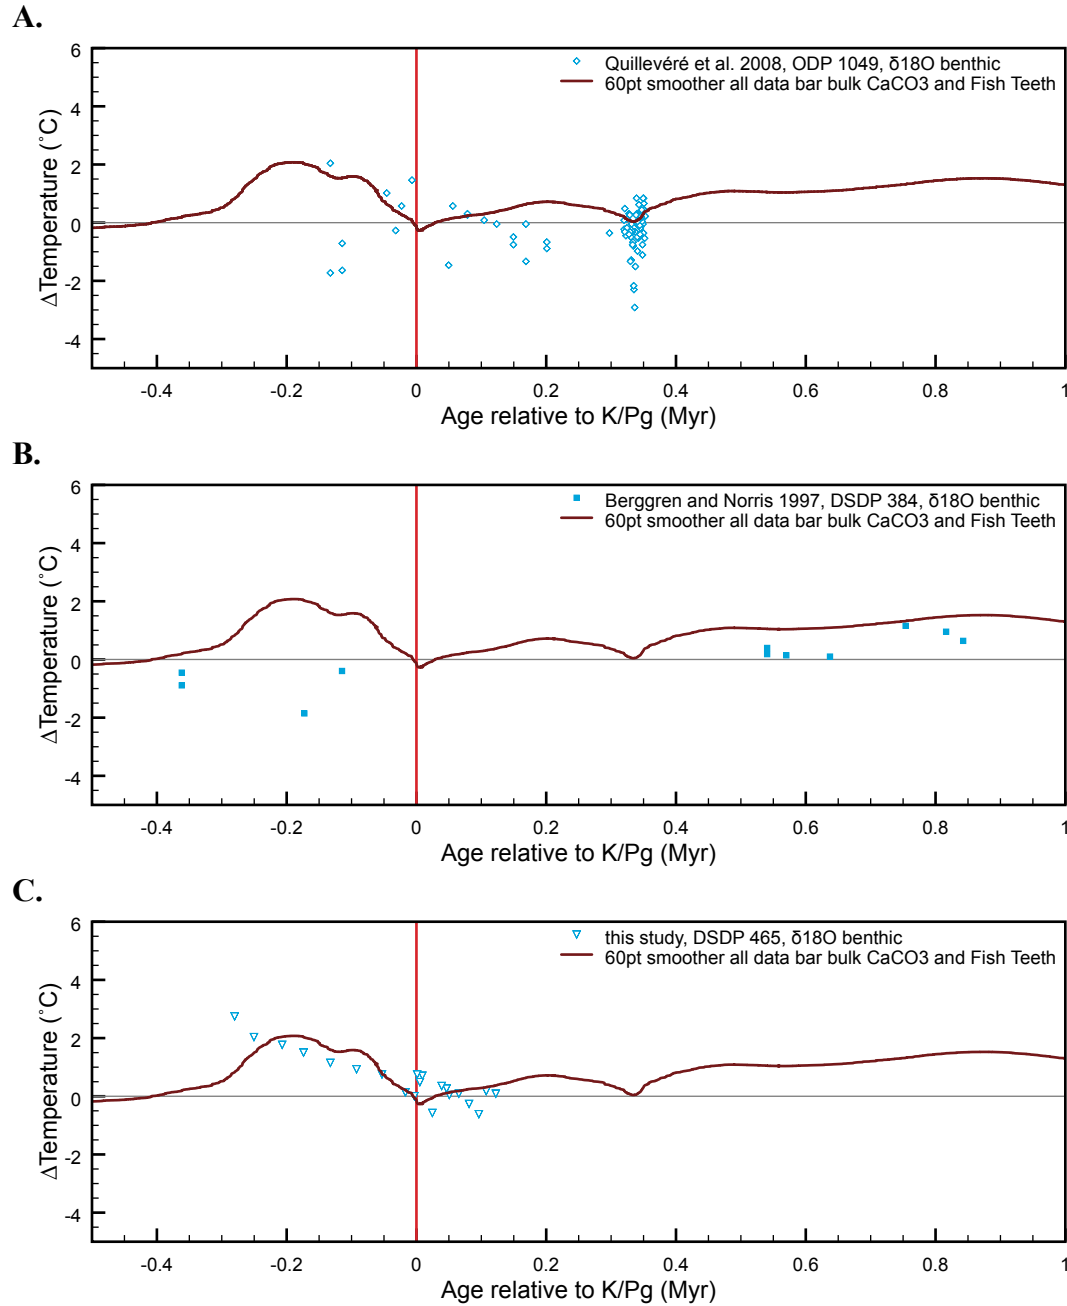 A.
Quillevéré et al. 2008, ODP 1049, δ18O benthic
60pt smoother all data bar bulk CaCO3 and Fish Teeth
6
4
2
0
-2
-4
ΔTemperature (˚C)
-0.4 -0.2 0 0.2 0.4 0.6 0.8 1
Age relative to K/Pg (Myr)
B.
Berggren and Norris 1997, DSDP 384, δ18O benthic
60pt smoother all data bar bulk CaCO3 and Fish Teeth
6
4
2
0
-2
-4
ΔTemperature (˚C)
-0.4 -0.2 0 0.2 0.4 0.6 0.8 1
Age relative to K/Pg (Myr)
C.
this study, DSDP 465, δ18O benthic
60pt smoother all data bar bulk CaCO3 and Fish Teeth
6
4
2
0
-2
-4
ΔTemperature (˚C)
-0.4 -0.2 0 0.2 0.4 0.6 0.8 1
Age relative to K/Pg (Myr)